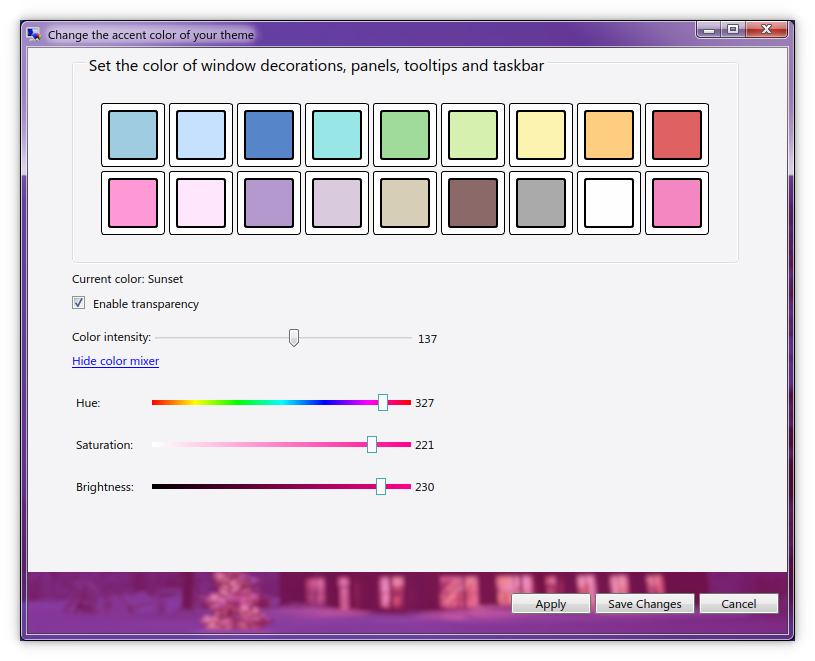 Change the accent color of your theme
Set the color of window decorations, panels, tooltips and taskbar
Current color: Sunset
Enable transparency
Color intensity: 137
Hide color mixer
Hue: 327
Saturation: 221
Brightness: 230
Apply Save Changes Cancel